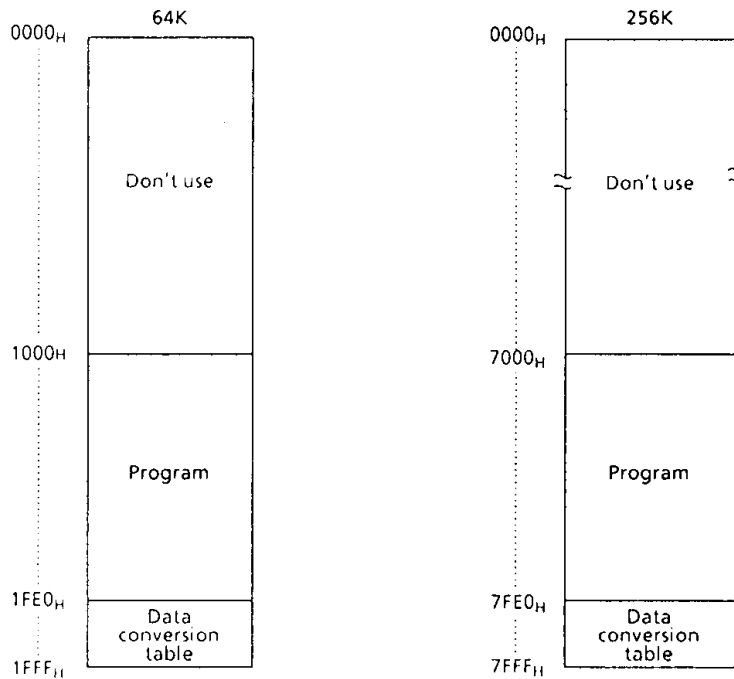 64K
0000H
Don't use
1000H
Program
1FE0H
Data
conversion
table
1FFFH
256K
0000H
Don't use
7000H
Program
7FE0H
Data
conversion
table
7FFFH